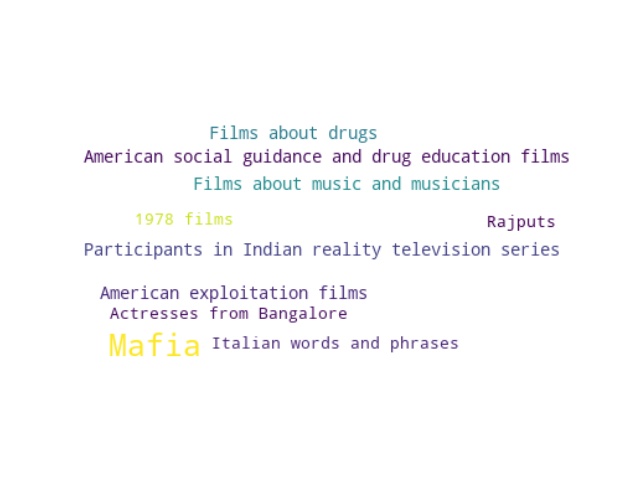 Films about drugs
American social guidance and drug education films
Films about music and musicians
1978 films Rajputs
Participants in Indian reality television series
American exploitation films
Actresses from Bangalore
Mafia Italian words and phrases